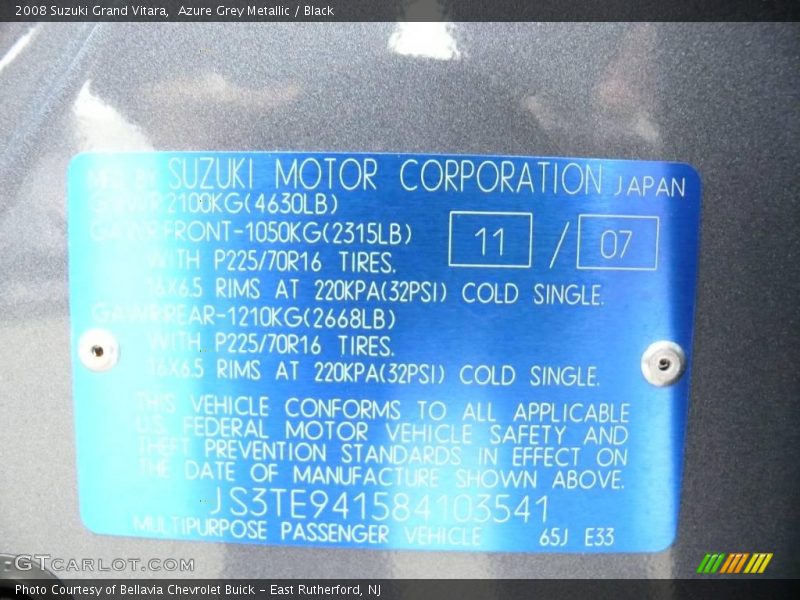 2008 Suzuki Grand Vitara, Azure Grey Metallic / Black
MFD BY SUZUKI MOTOR CORPORATION JAPAN
GVWR 2100KG(4630LB)
GAWR FRONT-1050KG(2315LB)
11 / 07
WITH P225/70R16 TIRES.
16X6.5 RIMS AT 220KPA(32PSI) COLD SINGLE.
GAWR REAR-1210KG(2668LB)
WITH P225/70R16 TIRES.
16X6.5 RIMS AT 220KPA(32PSI) COLD SINGLE.
THIS VEHICLE CONFORMS TO ALL APPLICABLE
U.S. FEDERAL MOTOR VEHICLE SAFETY AND
THEFT PREVENTION STANDARDS IN EFFECT ON
THE DATE OF MANUFACTURE SHOWN ABOVE.
JS3TE941584103541
MULTIPURPOSE PASSENGER VEHICLE 65J E33
GTCARLOT.COM
Photo Courtesy of Bellavia Chevrolet Buick - East Rutherford, NJ